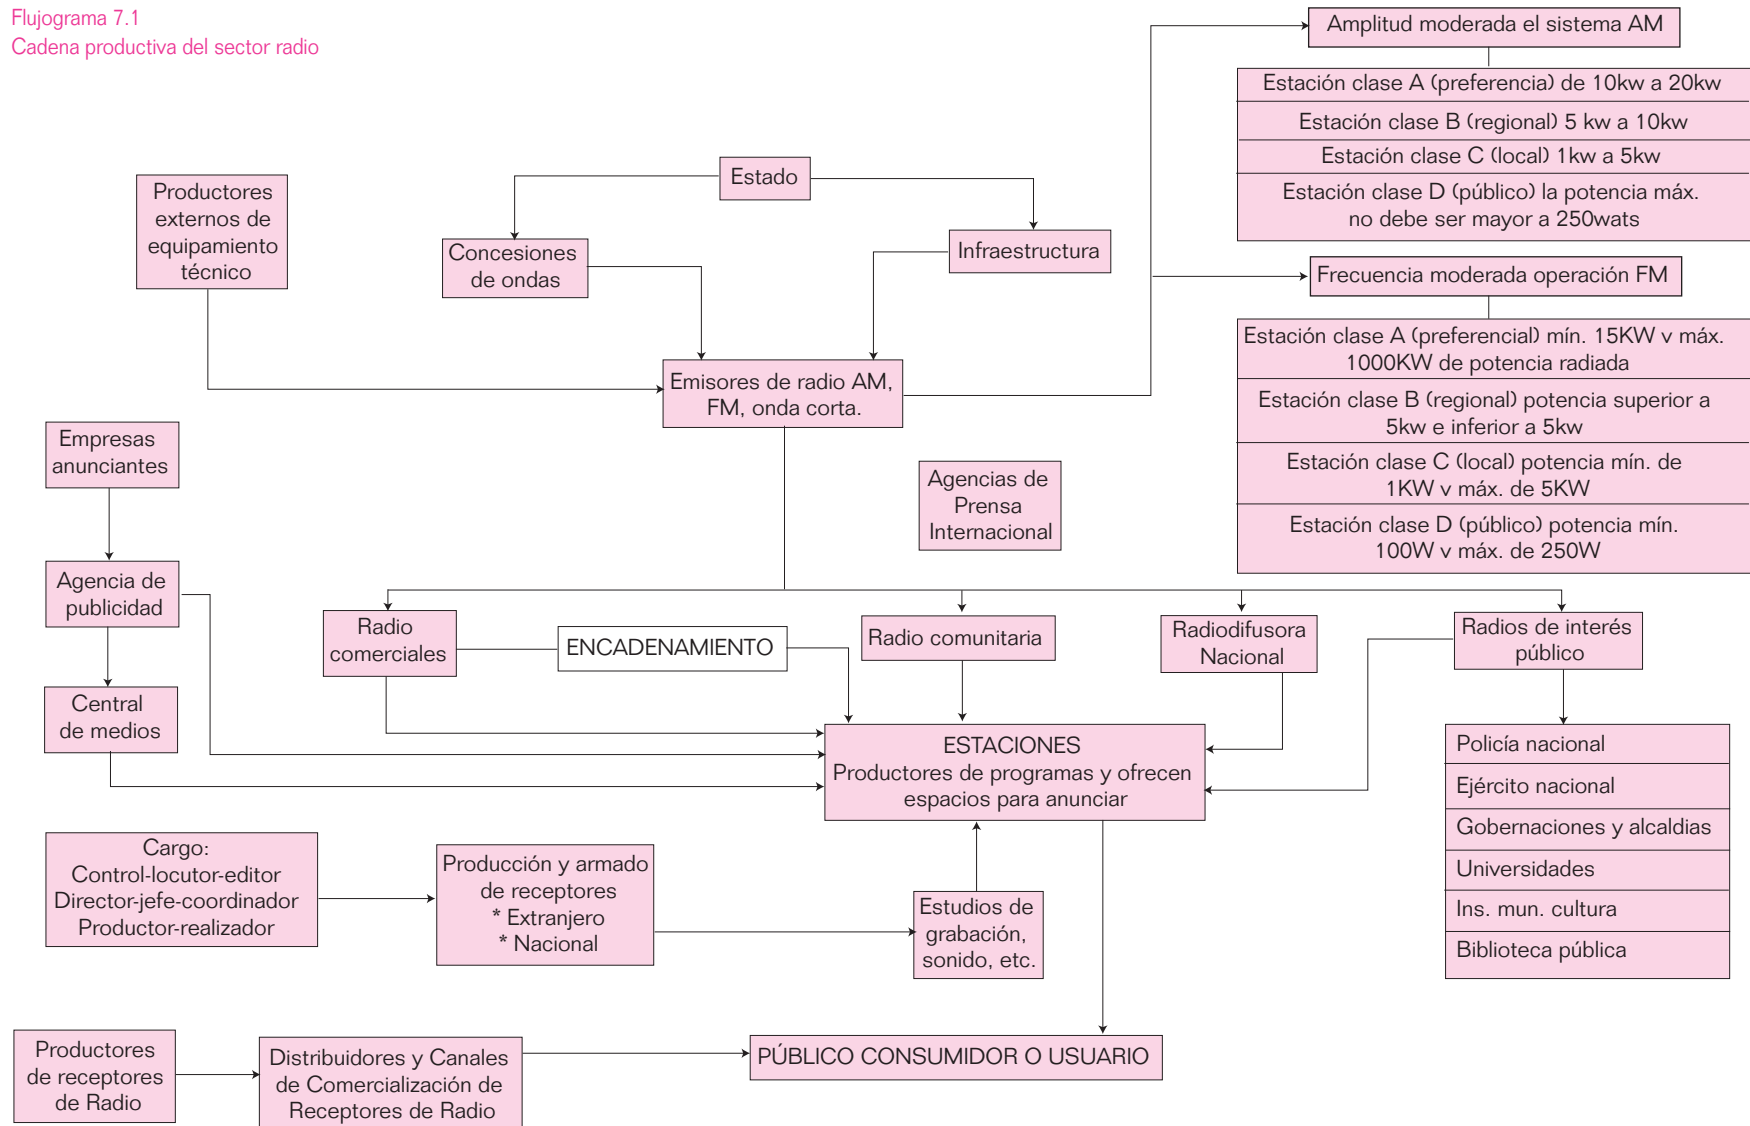 Flujograma 7.1
Cadena productiva del sector radio
Amplitud moderada el sistema AM
Estación clase A (preferencia) de 10kw a 20kw
Estación clase B (regional) 5 kw a 10kw
Estación clase C (local) 1kw a 5kw
Estación clase D (público) la potencia máx.
no debe ser mayor a 250wats
Estado
Productores
externos de
equipamiento
técnico
Concesiones
de ondas
Infraestructura
Frecuencia moderada operación FM
Estación clase A (preferencial) mín. 15KW v máx.
1000KW de potencia radiada
Estación clase B (regional) potencia superior a
5kw e inferior a 5kw
Estación clase C (local) potencia mín. de
1KW v máx. de 5KW
Estación clase D (público) potencia mín.
100W v máx. de 250W
Emisores de radio AM,
FM, onda corta.
Empresas
anunciantes
Agencias de
Prensa
Internacional
Agencia de
publicidad
Radio
comerciales
ENCADENAMIENTO
Radio comunitaria
Radiodifusora
Nacional
Radios de interés
público
Central
de medios
ESTACIONES
Productores de programas y ofrecen
espacios para anunciar
Policía nacional
Ejército nacional
Gobernaciones y alcaldias
Universidades
Ins. mun. cultura
Biblioteca pública
Cargo:
Control-locutor-editor
Director-jefe-coordinador
Productor-realizador
Producción y armado
de receptores
* Extranjero
* Nacional
Estudios de
grabación,
sonido, etc.
Productores
de receptores
de Radio
Distribuidores y Canales
de Comercialización de
Receptores de Radio
PÚBLICO CONSUMIDOR O USUARIO